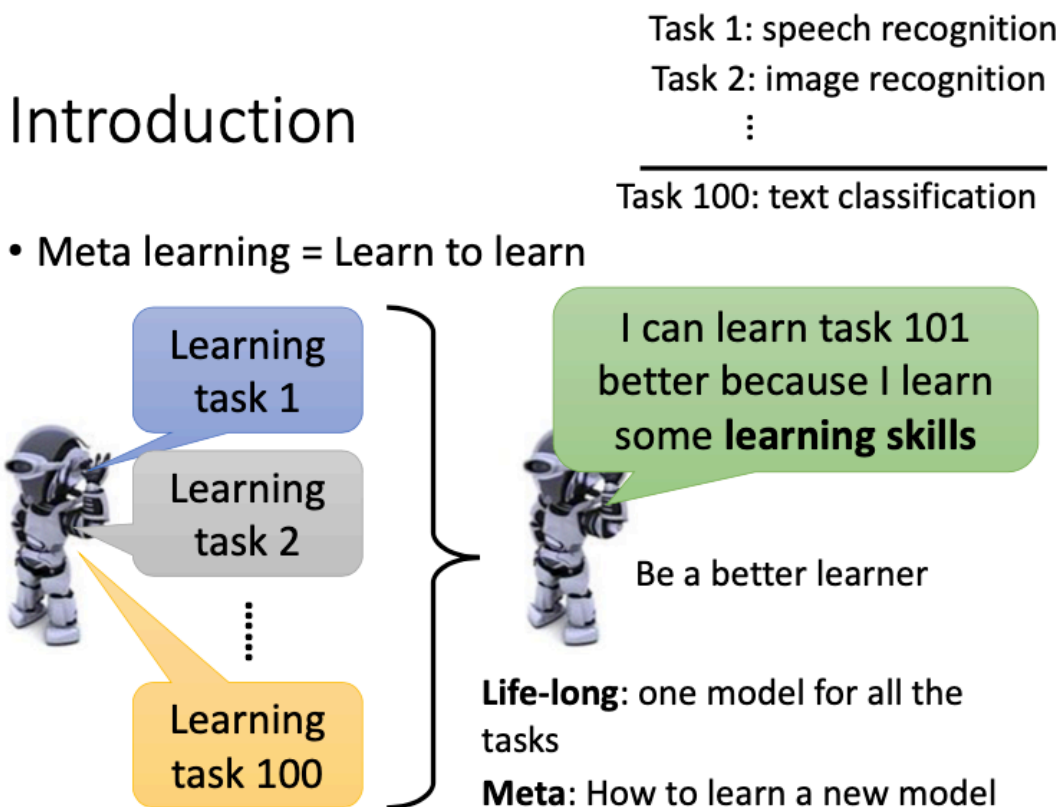 Task 1: speech recognition
Task 2: image recognition
⋮
Task 100: text classification
Introduction
• Meta learning = Learn to learn
Learning
task 1
Learning
task 2
......
Learning
task 100
I can learn task 101
better because I learn
some learning skills
Be a better learner
Life-long: one model for all the
tasks
Meta: How to learn a new model